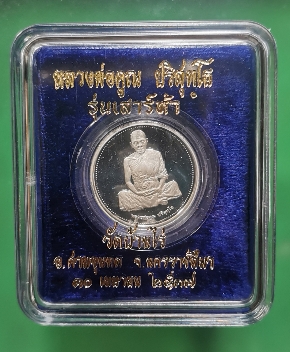 หลวงพ่อคูณ ปริสุทฺโธ
รุ่นเสาร์ห้า
วัดบ้านไร่
อ.ด่านขุนทด จ.นครราชสีมา
๓๐ เมษายน ๒๕๓๗